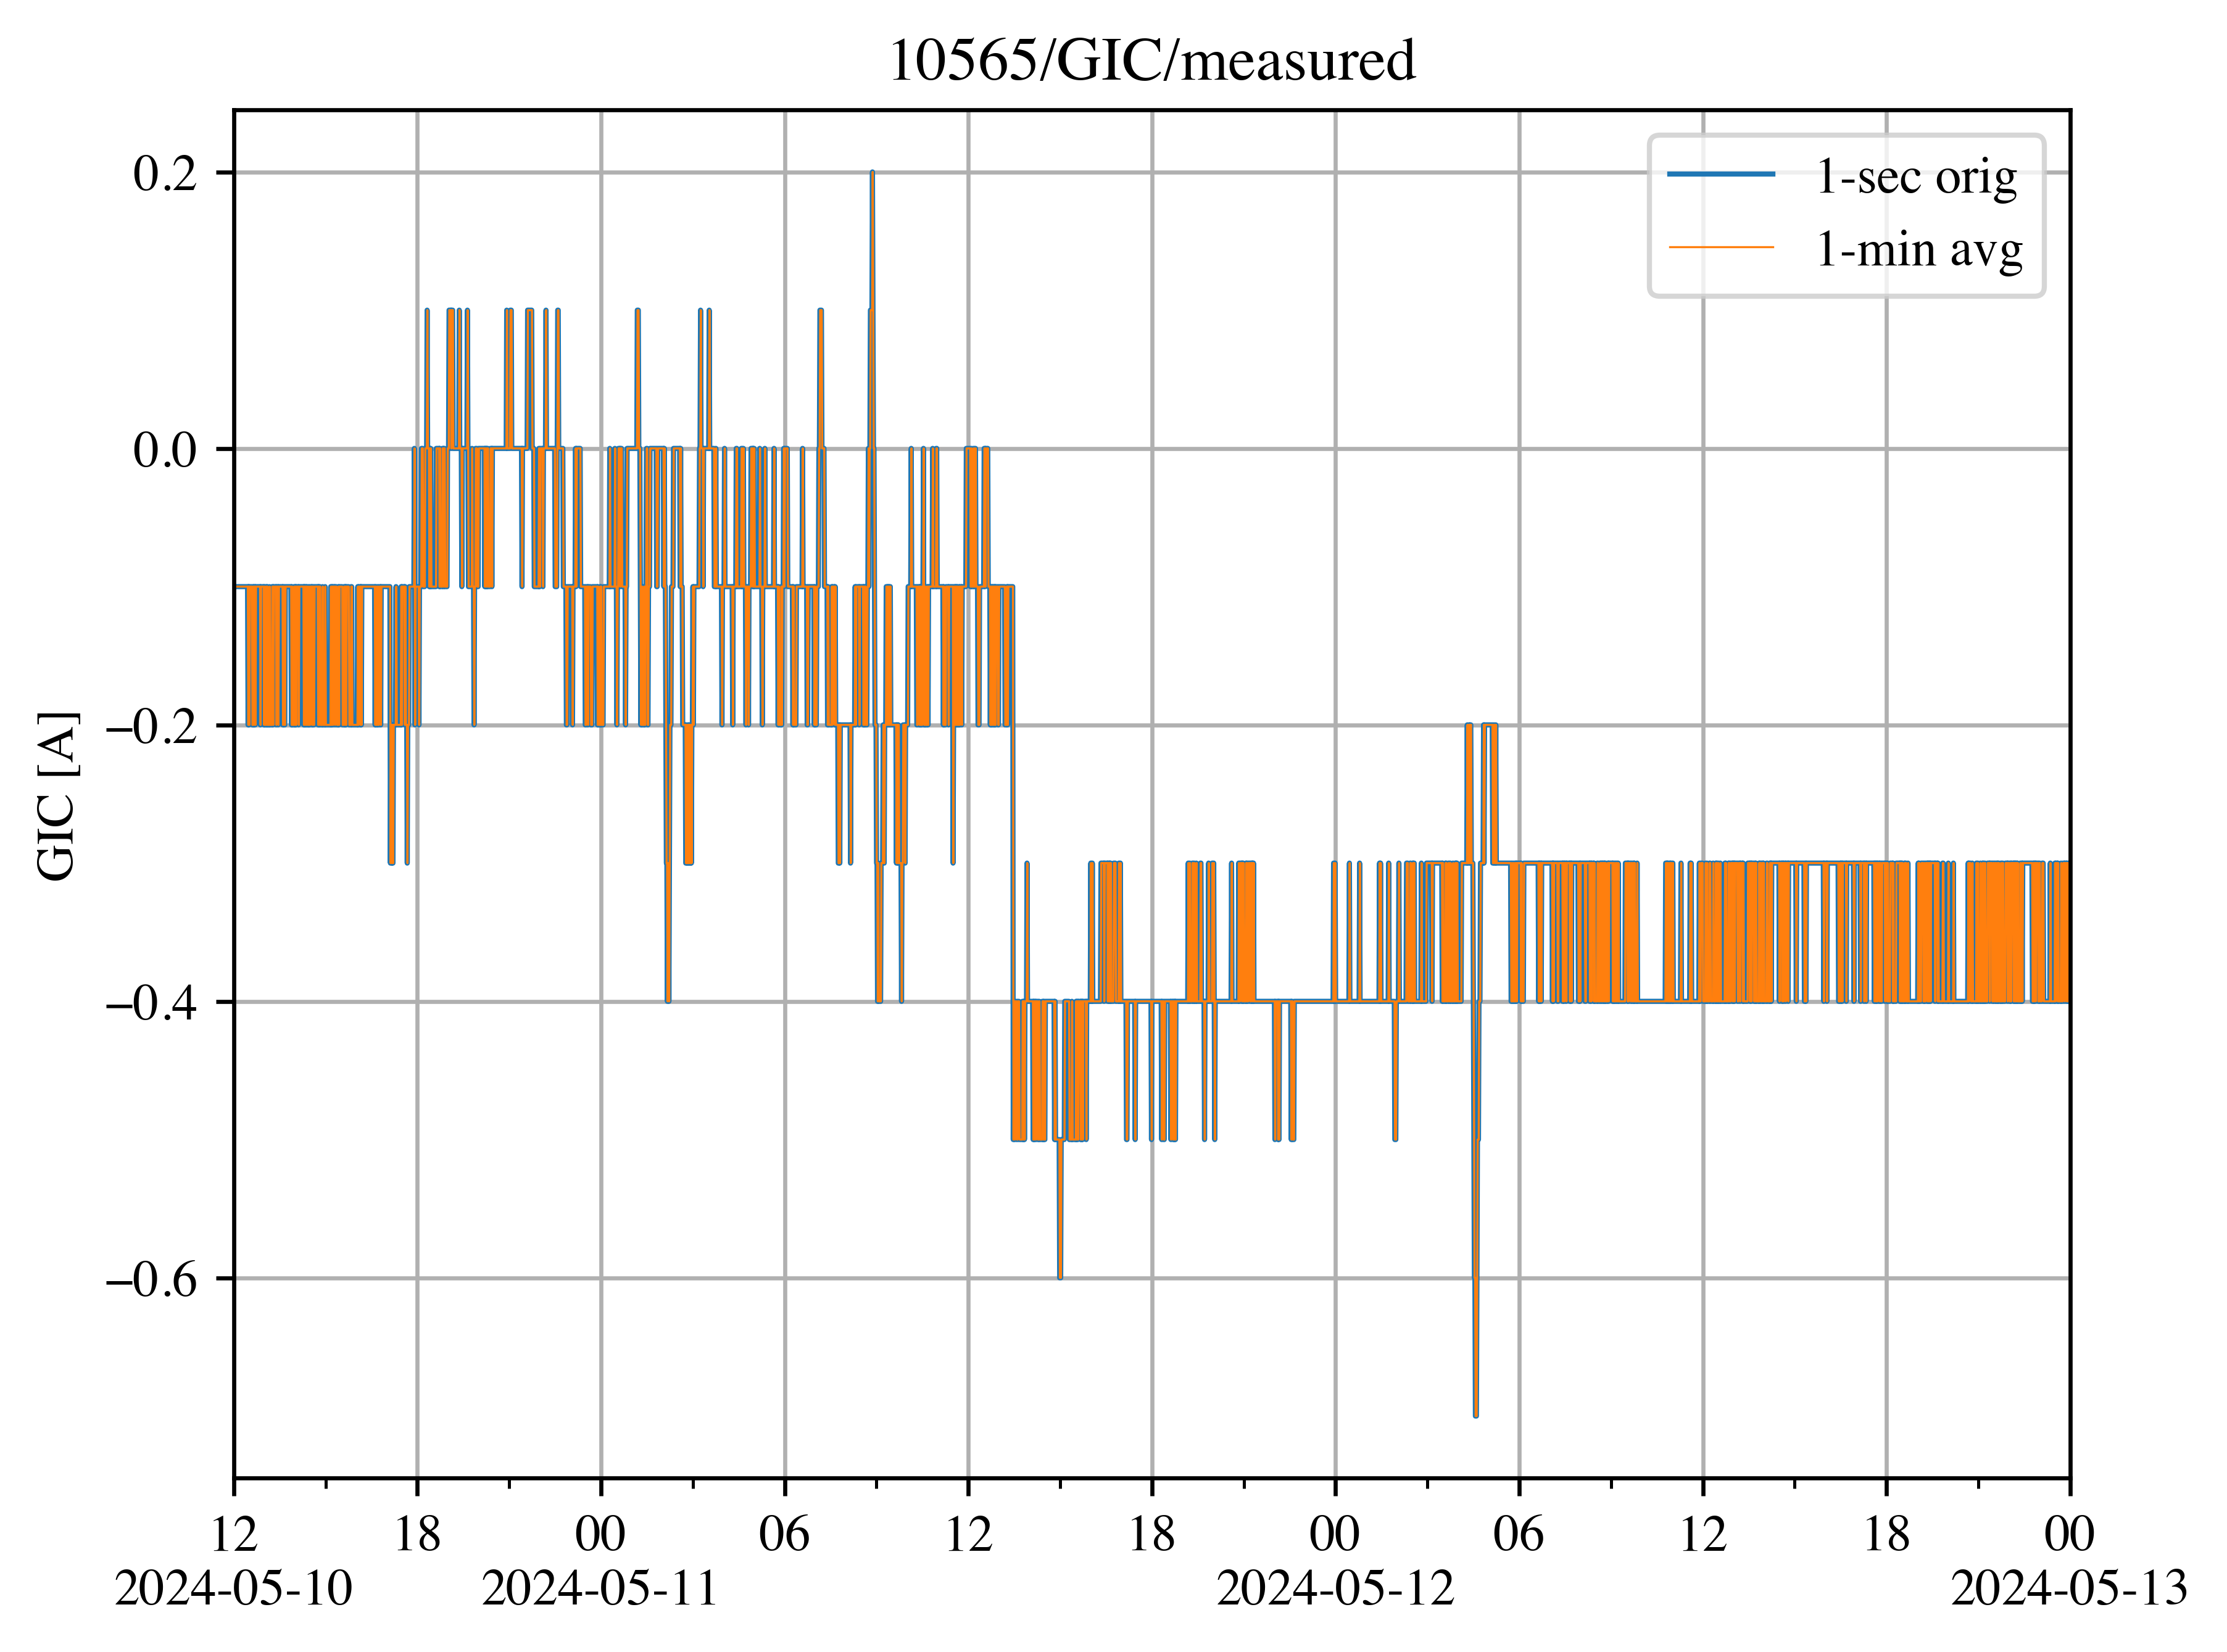 10565/GIC/measured
1-sec orig
1-min avg
0.2
0.0
−0.2
−0.4
−0.6
GIC [A]
12 18 00 06 12 18 00 06 12 18 00
2024-05-10 2024-05-11 2024-05-12 2024-05-13